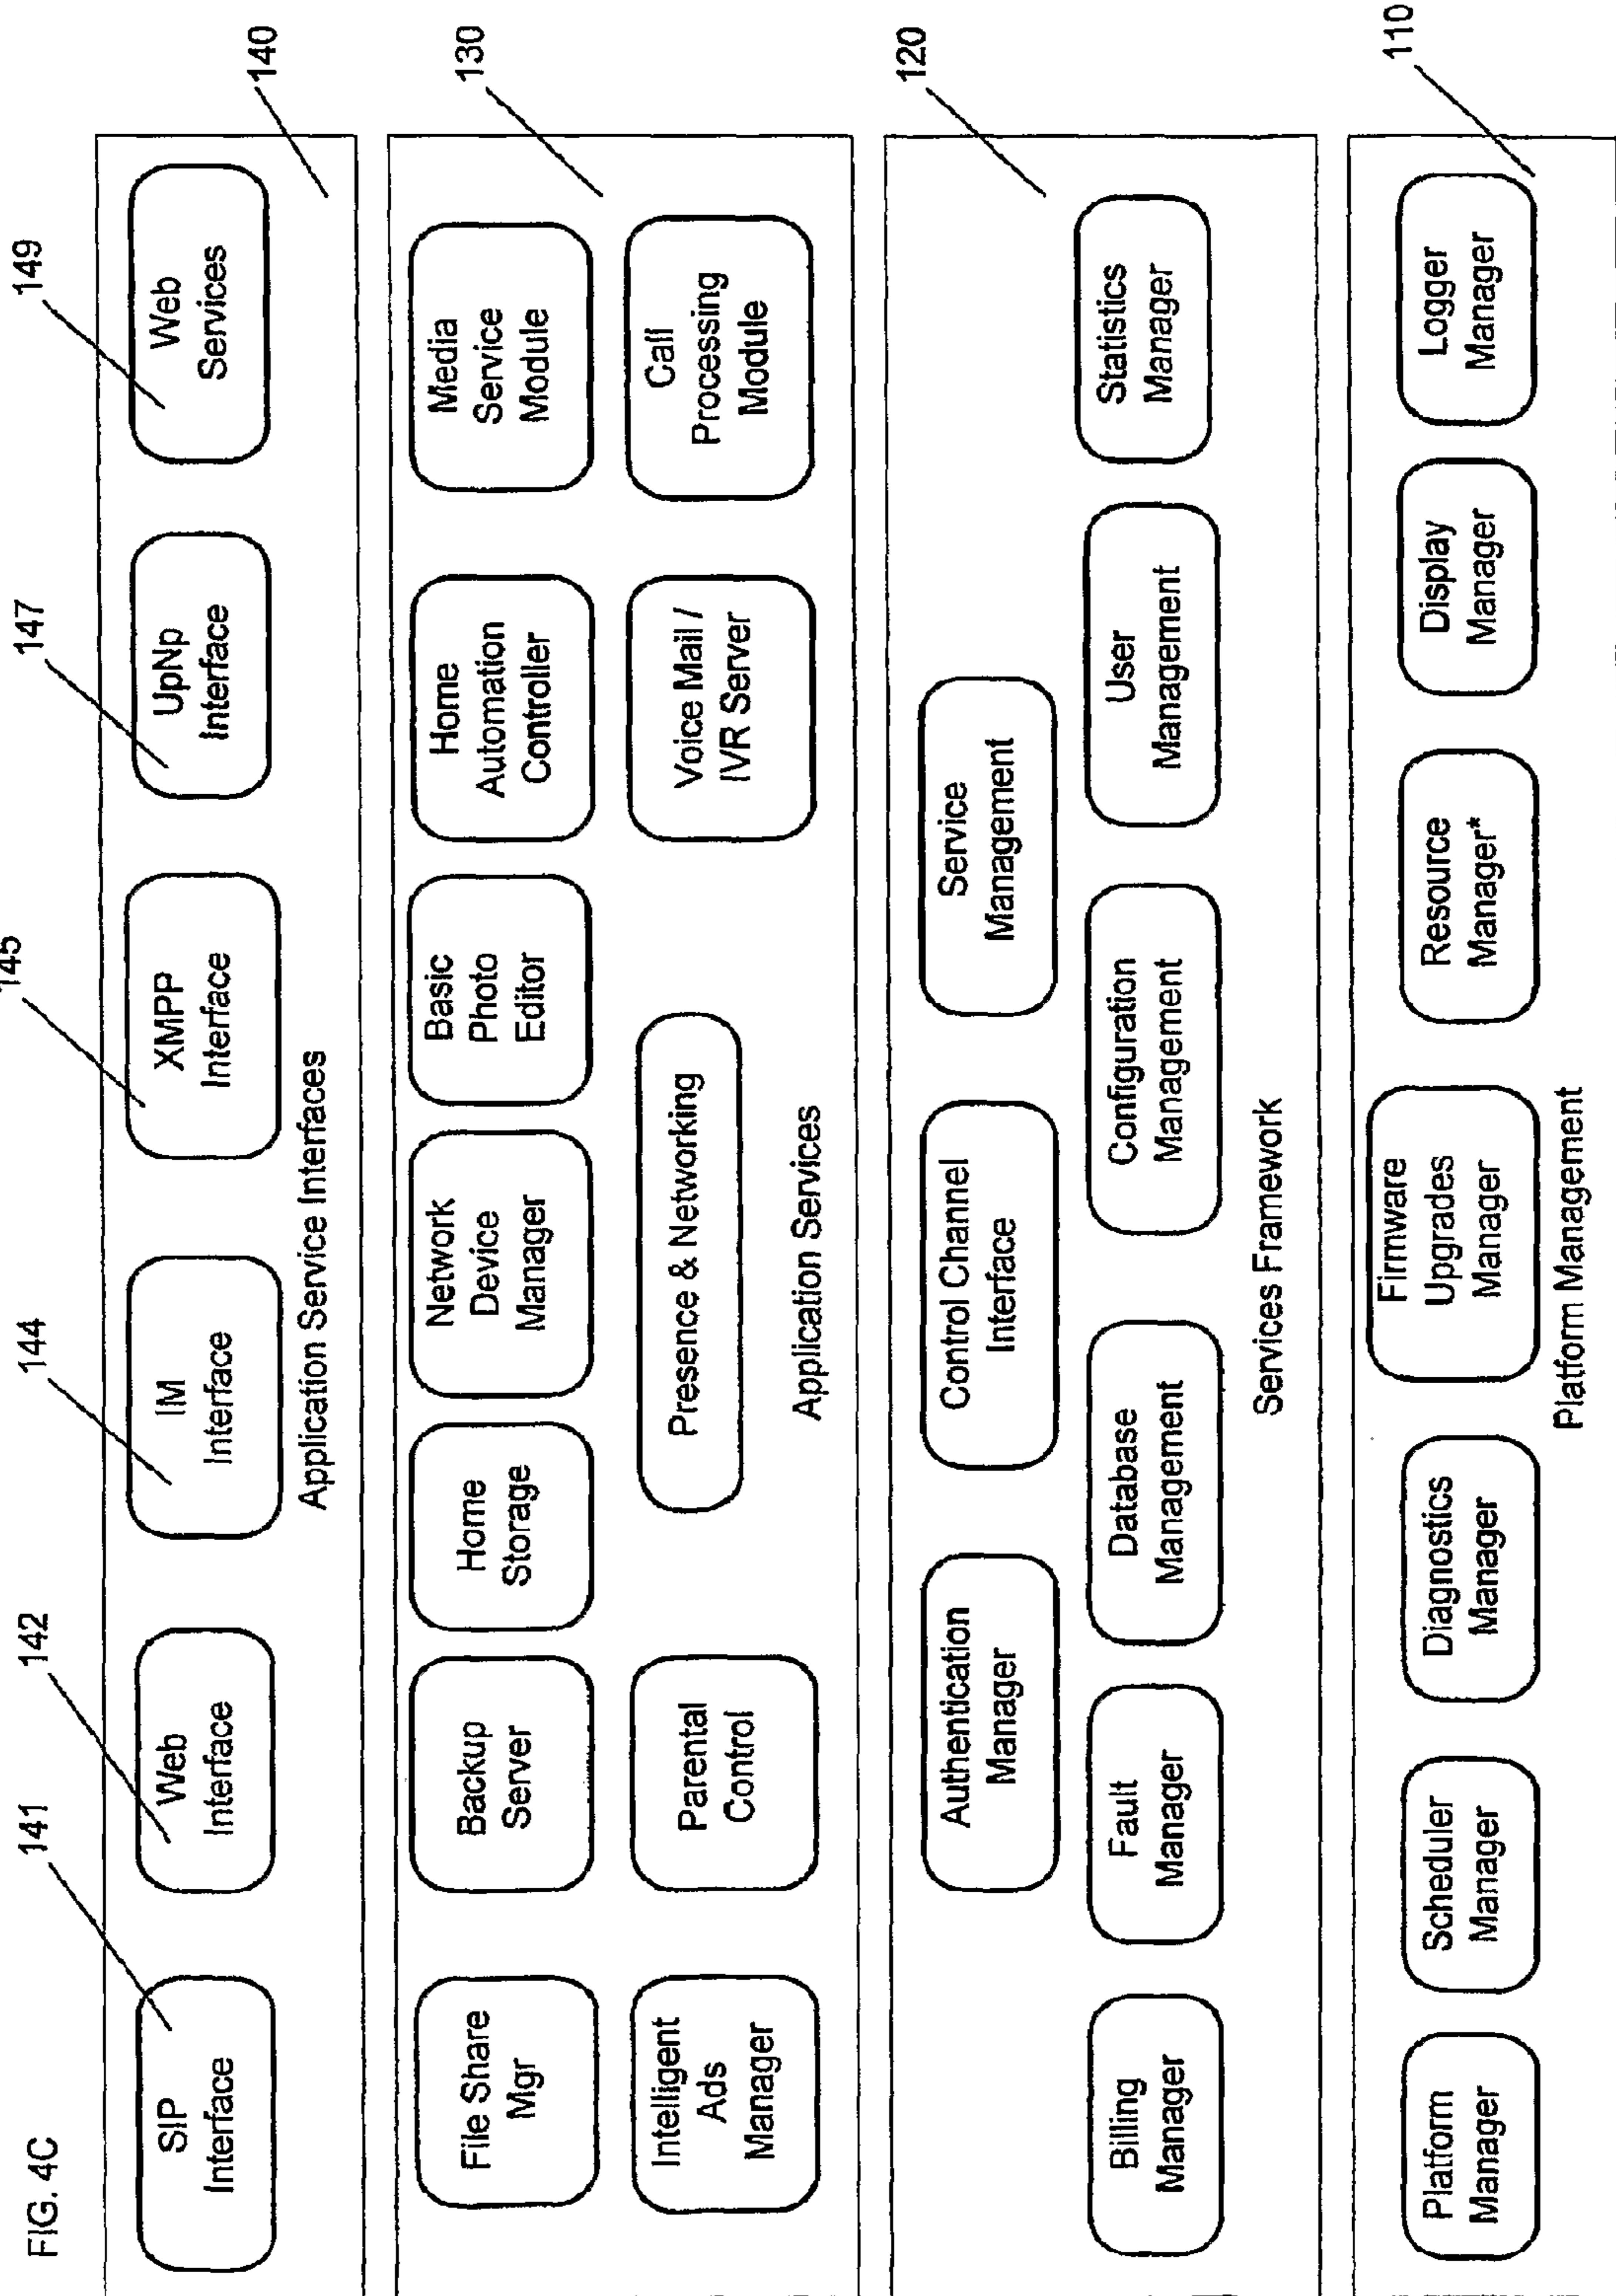 FIG. 4C
141
142
144
145
147
149
140
SIP
Interface
Web
Interface
IM
Interface
XMPP
Interface
UpNp
Interface
Web
Services
Application Service Interfaces
130
File Share
Mgr
Backup
Server
Home
Storage
Network
Device
Manager
Basic
Photo
Editor
Home
Automation
Controller
Media
Service
Module
Intelligent
Ads
Manager
Parental
Control
Presence & Networking
Voice Mail /
IVR Server
Call
Processing
Module
Application Services
120
Authentication
Manager
Control Channel
Interface
Service
Management
Billing
Manager
Fault
Manager
Database
Management
Configuration
Management
User
Management
Statistics
Manager
Services Framework
110
Platform
Manager
Scheduler
Manager
Diagnostics
Manager
Firmware
Upgrades
Manager
Resource
Manager*
Display
Manager
Logger
Manager
Platform Management